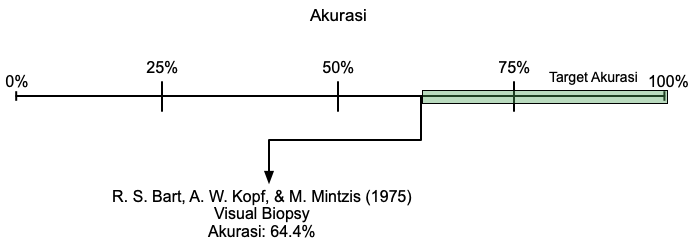 Akurasi
0%
25%
50%
75%
Target Akurasi
100%
R. S. Bart, A. W. Kopf, & M. Mintzis (1975)
Visual Biopsy
Akurasi: 64.4%